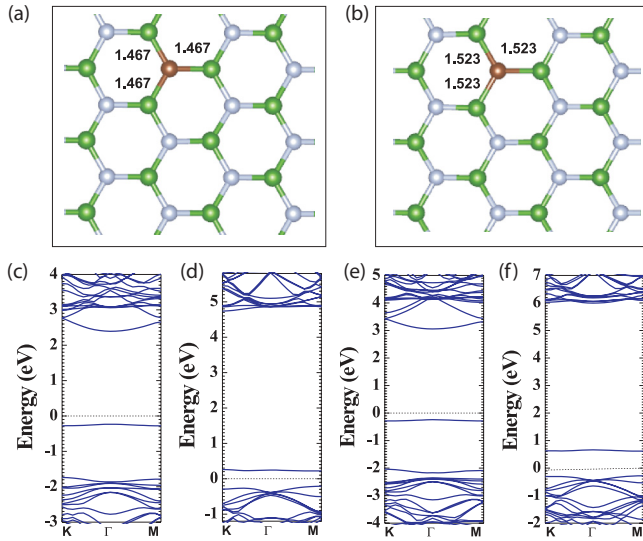 (a)
1.467 1.467
1.467
(b)
1.523 1.523
1.523
(c)
4
3
2
1
0
-1
-2
-3
Energy (eV)
K Γ M
(d)
5
4
3
2
1
0
-1
Energy (eV)
K Γ M
(e)
5
4
3
2
1
0
-1
-2
-3
-4
Energy (eV)
K Γ M
(f)
7
6
5
4
3
2
1
0
-1
-2
Energy (eV)
K Γ M